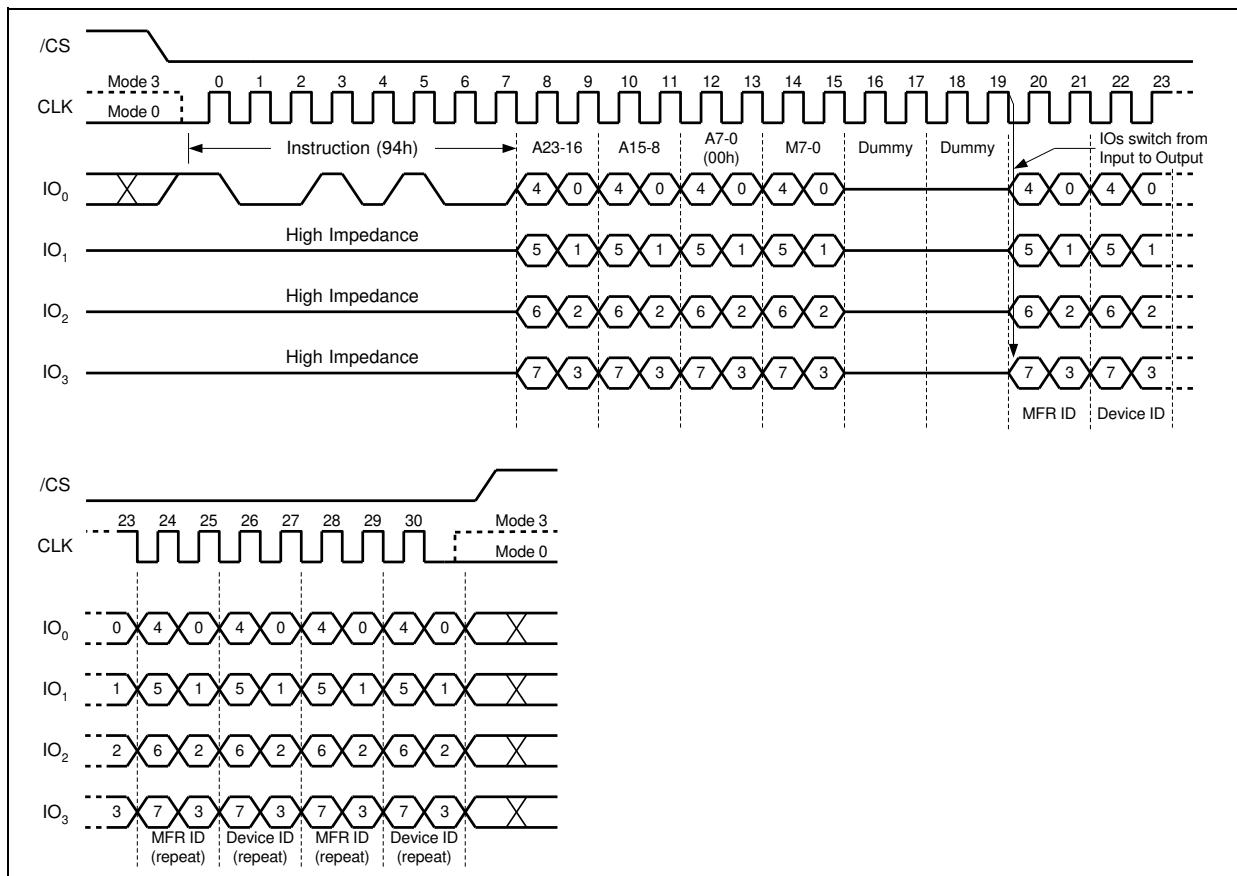 /CS
Mode 3
0 1 2 3 4 5 6 7 8 9 10 11 12 13 14 15 16 17 18 19 20 21 22 23
CLK
Mode 0
Instruction (94h)
A23-16
A15-8
A7-0
(00h)
M7-0
Dummy
Dummy
IOs switch from
Input to Output
IO0
4 0 4 0 4 0 4 0 4 0 4 0
High Impedance
IO1
5 1 5 1 5 1 5 1 5 1 5 1
High Impedance
IO2
6 2 6 2 6 2 6 2 6 2 6 2
High Impedance
IO3
7 3 7 3 7 3 7 3 7 3 7 3
MFR ID
Device ID
/CS
23 24 25 26 27 28 29 30
Mode 3
CLK
Mode 0
IO0
0 4 0 4 0 4 0 4 0
IO1
1 5 1 5 1 5 1 5 1
IO2
2 6 2 6 2 6 2 6 2
IO3
3 7 3 7 3 7 3 7 3
MFR ID
(repeat)
Device ID
(repeat)
MFR ID
(repeat)
Device ID
(repeat)